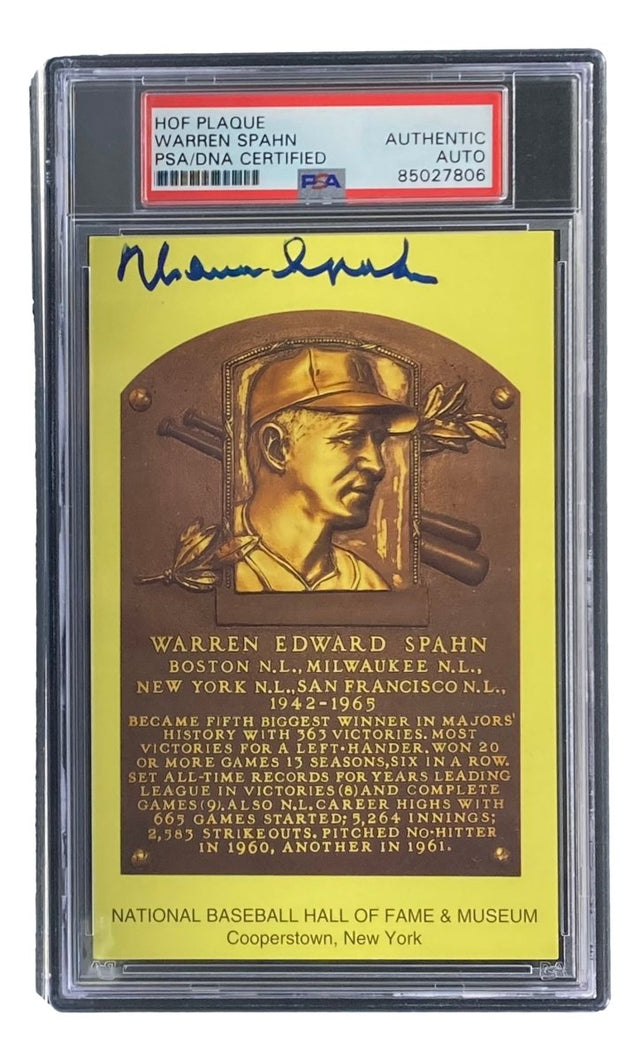 HOF PLAQUE
WARREN SPAHN
PSA/DNA CERTIFIED
AUTHENTIC
AUTO
85027806
PSA
Warren Spahn
WARREN EDWARD SPAHN
BOSTON N.L., MILWAUKEE N.L.,
NEW YORK N.L., SAN FRANCISCO N.L.,
1942-1965
BECAME FIFTH BIGGEST WINNER IN MAJORS'
HISTORY WITH 363 VICTORIES. MOST
VICTORIES FOR A LEFT-HANDER. WON 20
OR MORE GAMES 13 SEASONS, SIX IN A ROW.
SET ALL-TIME RECORDS FOR YEARS LEADING
LEAGUE IN VICTORIES (8) AND COMPLETE
GAMES (9). ALSO N.L. CAREER HIGHS WITH
665 GAMES STARTED; 5,264 INNINGS;
2,583 STRIKEOUTS. PITCHED NO-HITTER
IN 1960, ANOTHER IN 1961.
NATIONAL BASEBALL HALL OF FAME & MUSEUM
Cooperstown, New York